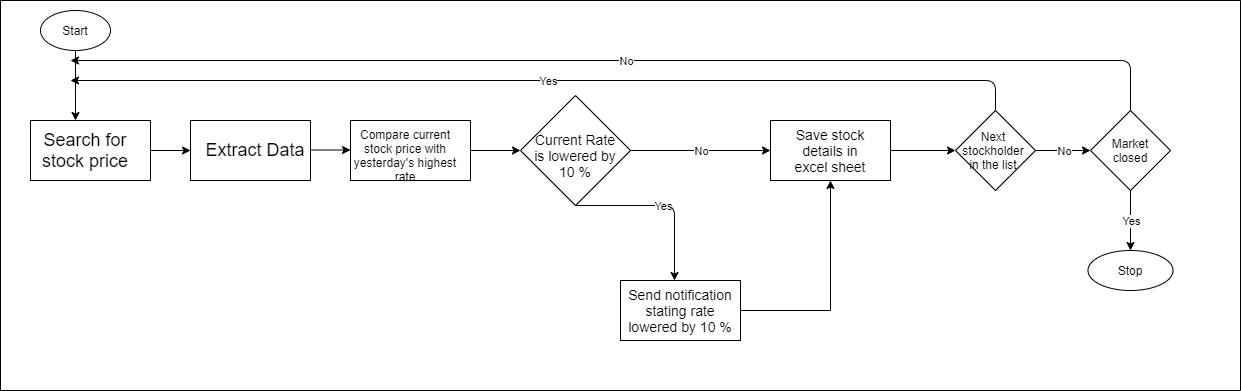 Start
No
Yes
Search for
stock price
Extract Data
Compare current
stock price with
yesterday's highest
rate
Current Rate
is lowered by
10 %
No
Save stock
details in
excel sheet
Next
stockholder
in the list
No
Market
closed
Yes
Yes
Stop
Send notification
stating rate
lowered by 10 %